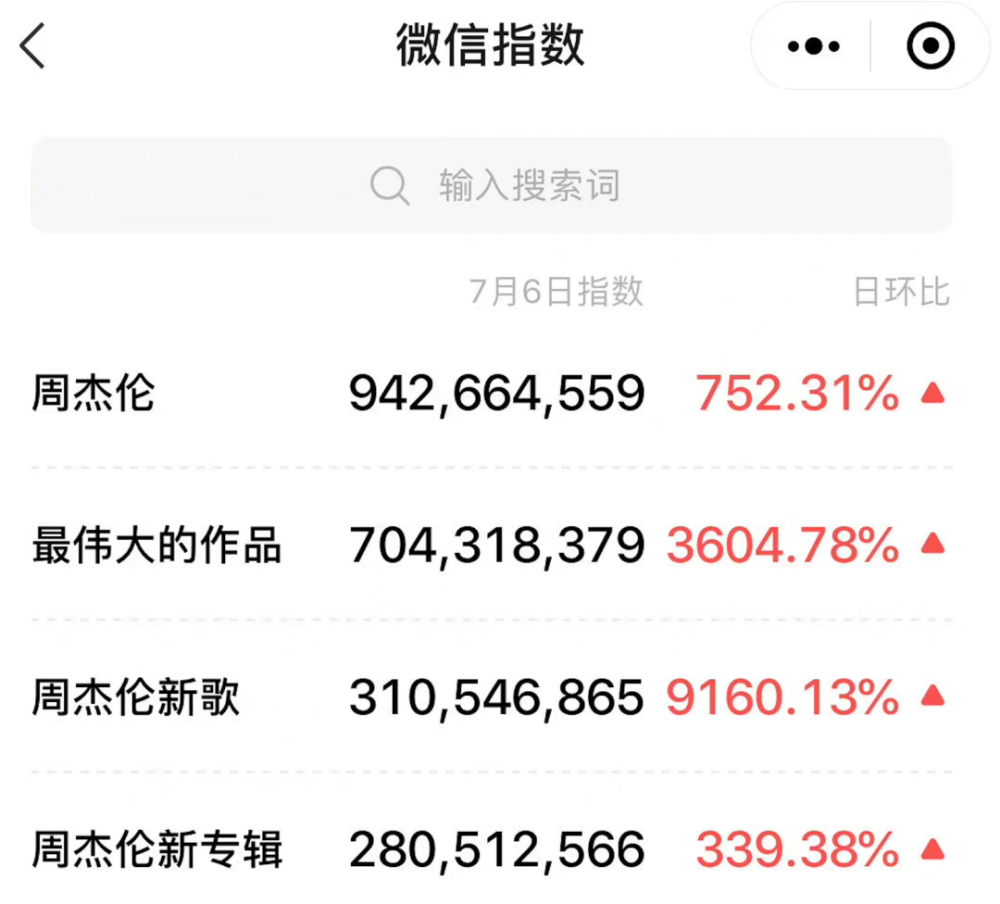 微信指数
输入搜索词
7月6日指数 日环比
周杰伦 942,664,559 752.31% ▲
最伟大的作品 704,318,379 3604.78% ▲
周杰伦新歌 310,546,865 9160.13% ▲
周杰伦新专辑 280,512,566 339.38% ▲